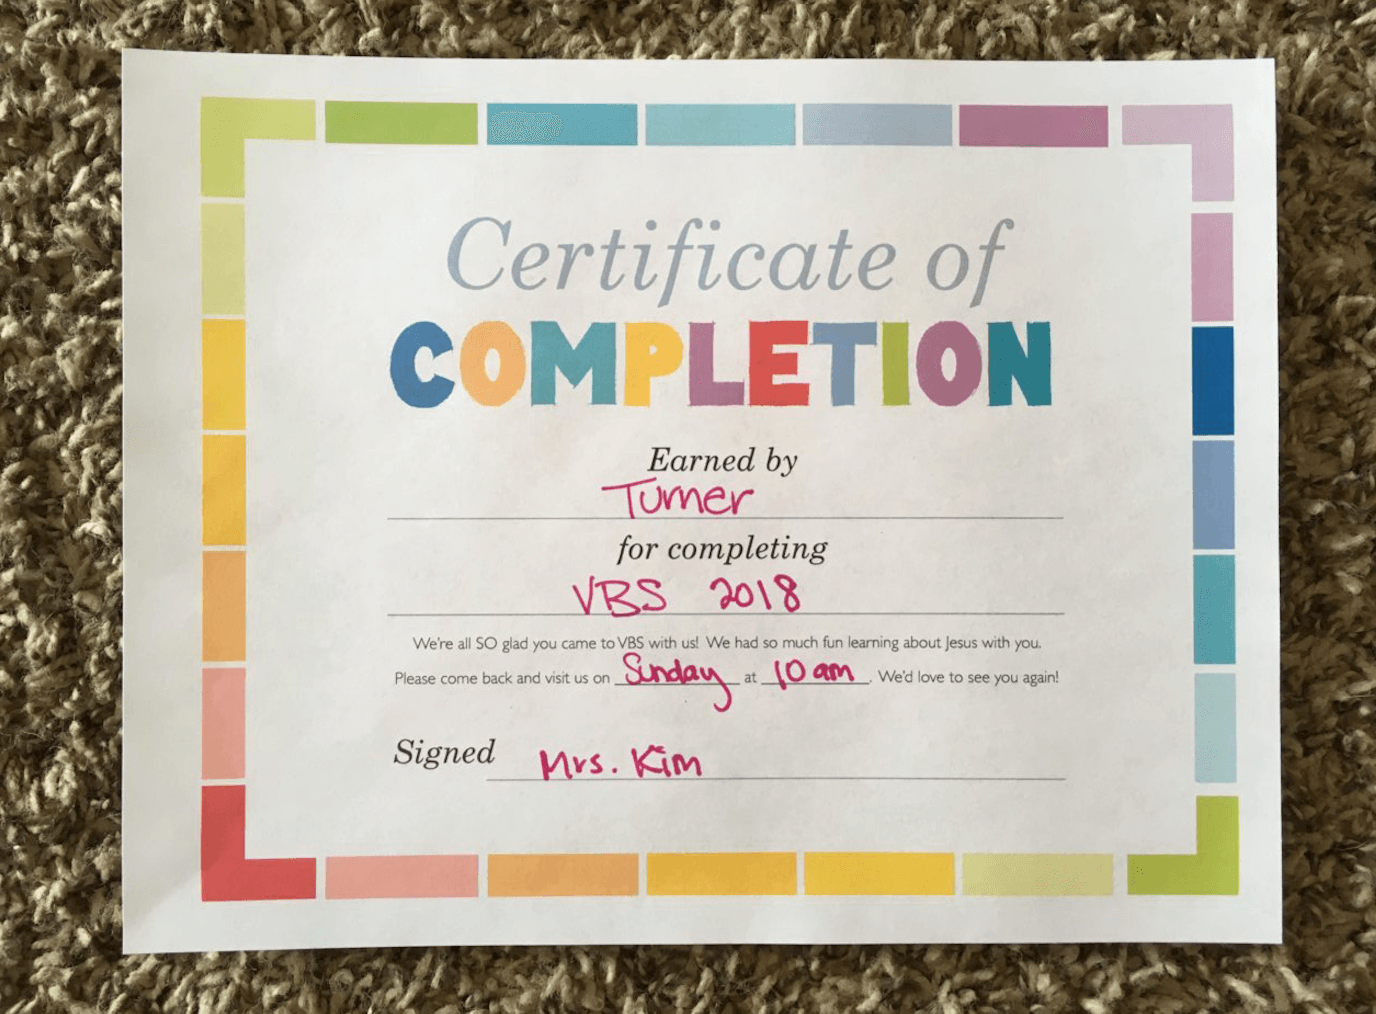 Certificate of
COMPLETION
Earned by
Turner
for completing
VBS 2018
We're all SO glad you came to VBS with us! We had so much fun learning about Jesus with you.
Please come back and visit us on Sunday at 10 am. We'd love to see you again!
Signed Mrs. Kim